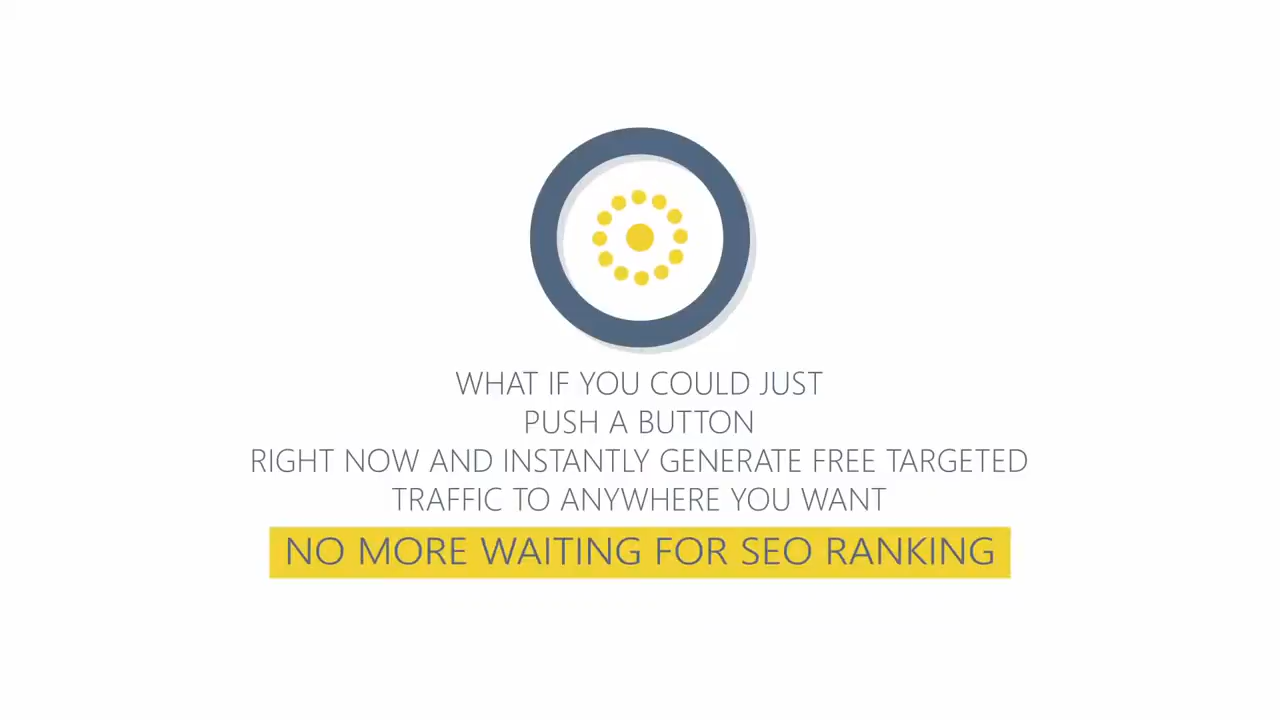 WHAT IF YOU COULD JUST
PUSH A BUTTON
RIGHT NOW AND INSTANTLY GENERATE FREE TARGETED
TRAFFIC TO ANYWHERE YOU WANT
NO MORE WAITING FOR SEO RANKING